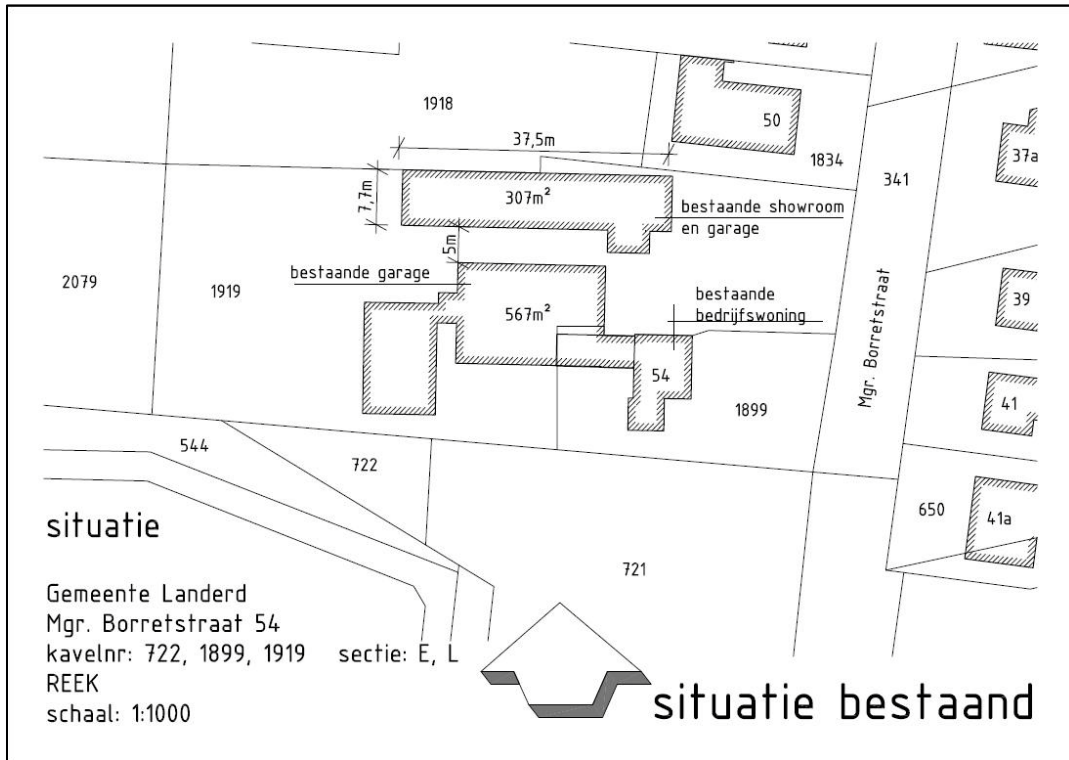 1918
50
37,5m
1834
341
37a
7,7m
307m²
bestaande showroom
en garage
5m
bestaande garage
2079
1919
567m²
bestaande
bedrijfswoning
39
Mgr. Borretstraat
54
1899
41
544
722
650
41a
721
situatie
Gemeente Landerd
Mgr. Borretstraat 54
kavelnr: 722, 1899, 1919 sectie: E, L
REEK
schaal: 1:1000
situatie bestaand